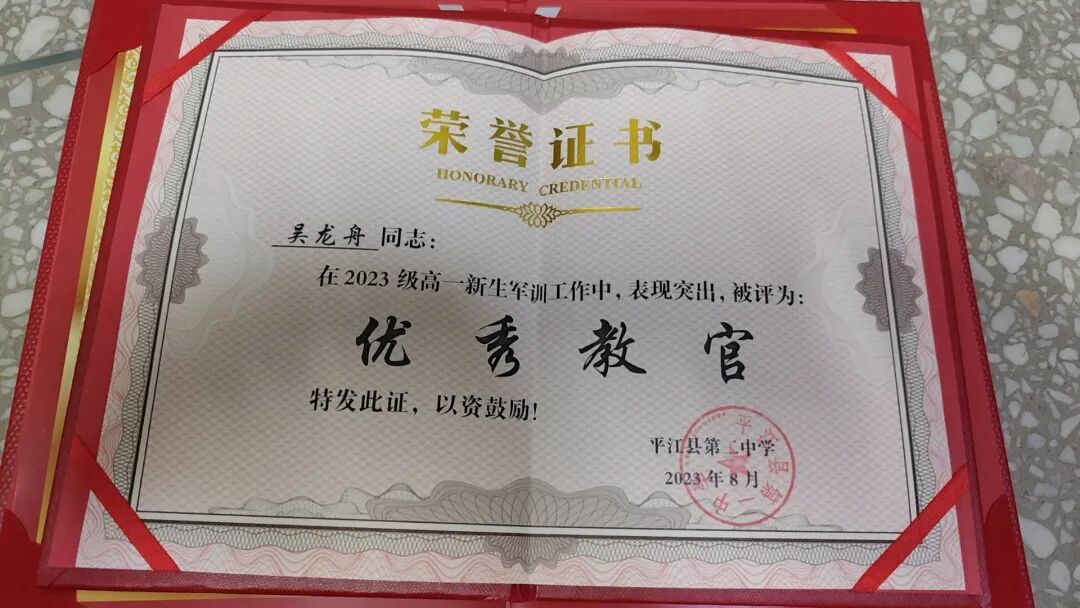 荣誉证书
HONORARY CREDENTIAL
吴龙舟 同志：
在2023级高一新生军训工作中，表现突出，被评为：
优秀教官
特发此证，以资鼓励！
平江县第二中学
2023年8月